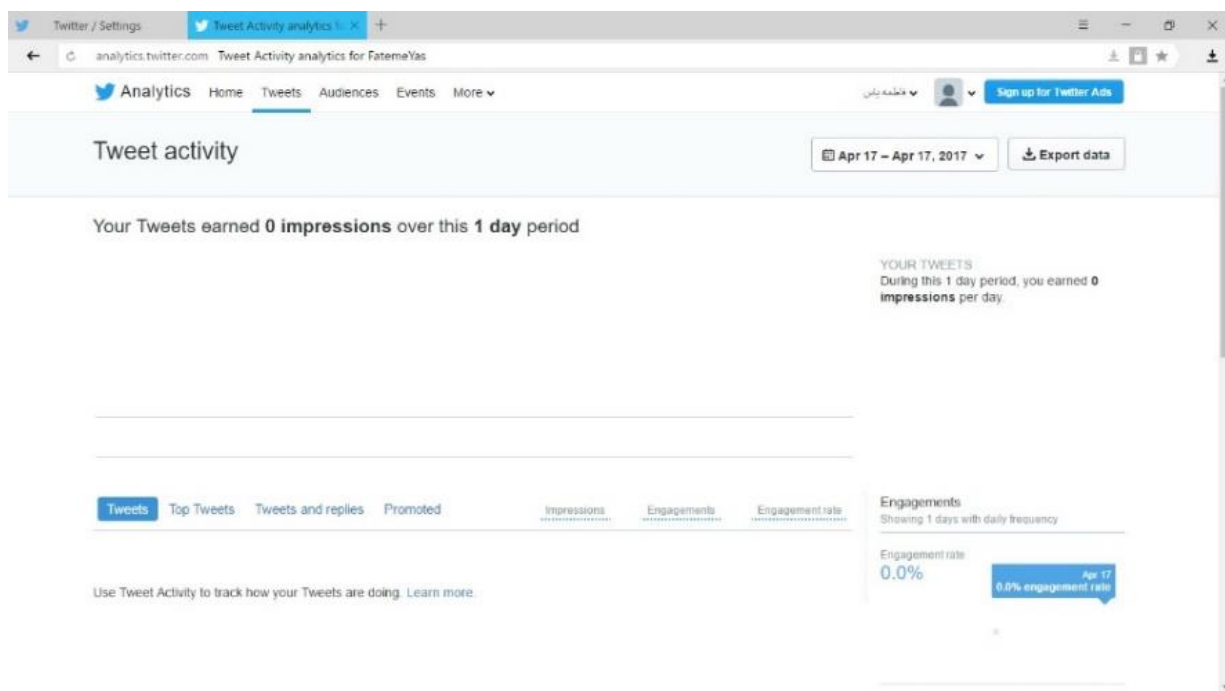 Twitter / Settings
Tweet Activity analytics
analytics.twitter.com Tweet Activity analytics for FatemeYas
Analytics Home Tweets Audiences Events More
فاطمه یاس
Sign up for Twitter Ads
Tweet activity
Apr 17 – Apr 17, 2017
Export data
Your Tweets earned 0 impressions over this 1 day period
YOUR TWEETS
During this 1 day period, you earned 0
impressions per day.
Tweets Top Tweets Tweets and replies Promoted
Impressions Engagements Engagement rate
Engagements
Showing 1 days with daily frequency
Engagement rate
0.0%
Apr 17
0.0% engagement rate
Use Tweet Activity to track how your Tweets are doing. Learn more